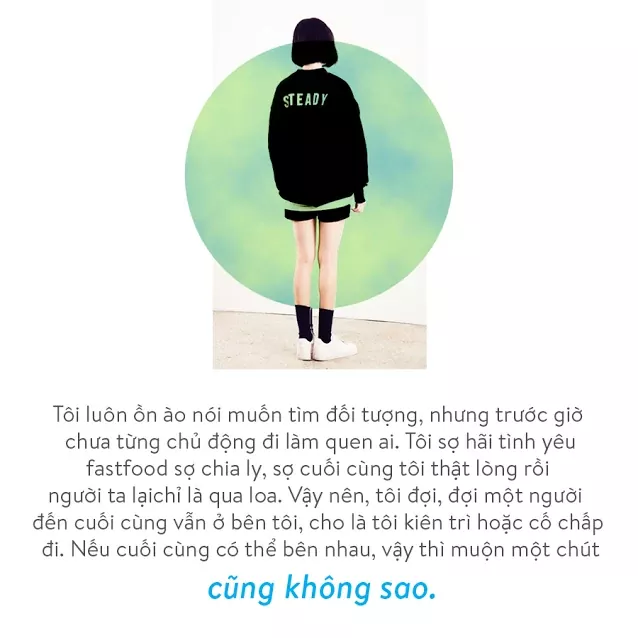 STEADY
Tôi luôn ồn ào nói muốn tìm đối tượng, nhưng trước giờ
chưa từng chủ động đi làm quen ai. Tôi sợ hãi tình yêu
fastfood sợ chia ly, sợ cuối cùng tôi thật lòng rồi
người ta lạichỉ là qua loa. Vậy nên, tôi đợi, đợi một người
đến cuối cùng vẫn ở bên tôi, cho là tôi kiên trì hoặc cố chấp
đi. Nếu cuối cùng có thể bên nhau, vậy thì muộn một chút
cũng không sao.